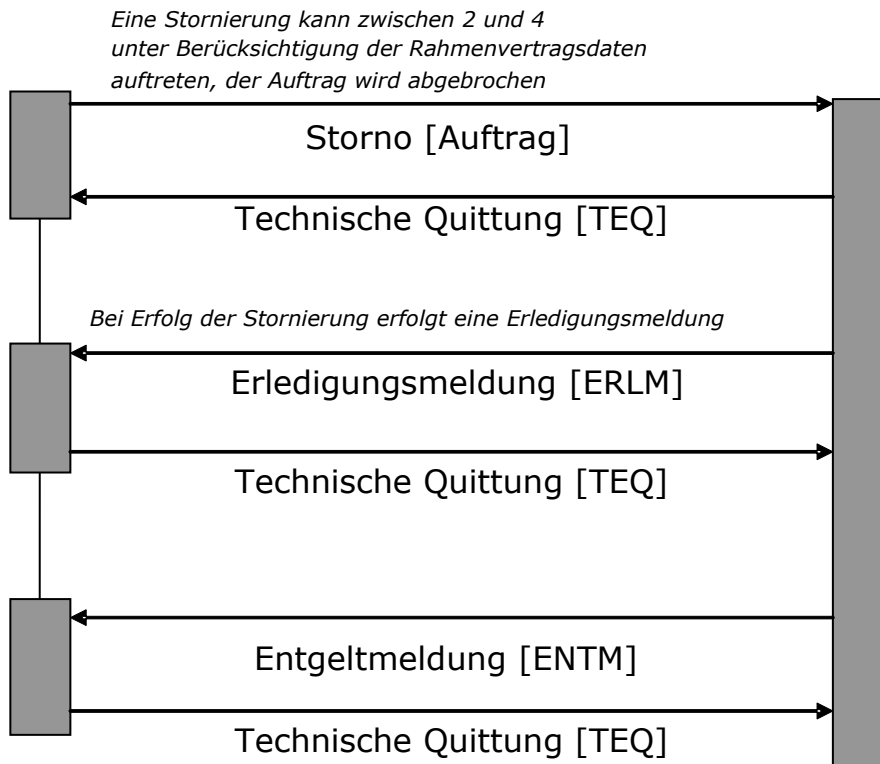 Eine Stornierung kann zwischen 2 und 4
unter Berücksichtigung der Rahmenvertragsdaten
auftreten, der Auftrag wird abgebrochen
Storno [Auftrag]
Technische Quittung [TEQ]
Bei Erfolg der Stornierung erfolgt eine Erledigungsmeldung
Erledigungsmeldung [ERLM]
Technische Quittung [TEQ]
Entgeltmeldung [ENTM]
Technische Quittung [TEQ]